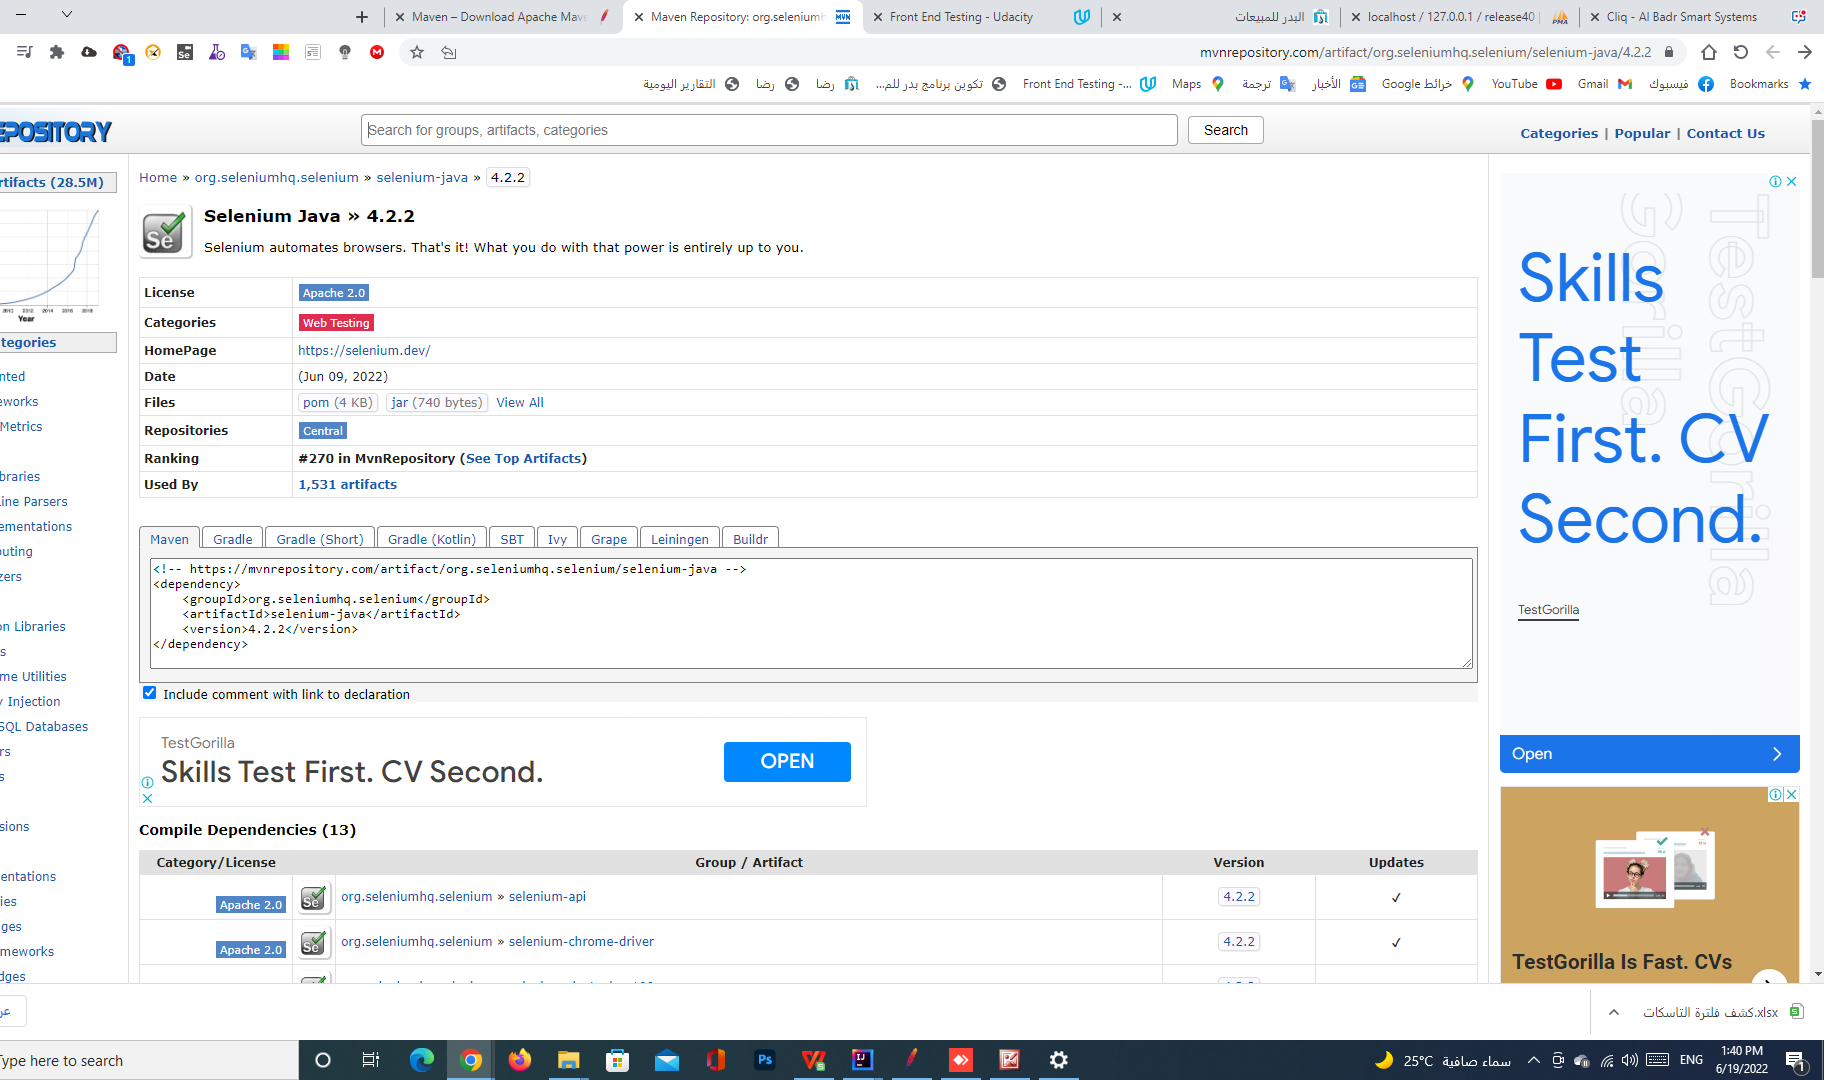 Maven – Download Apache Mav
Maven Repository: org.seleniumh
MVN
Front End Testing - Udacity
البدر للمبيعات
localhost / 127.0.0.1 / release40
PMA
Cliq - Al Badr Smart Systems
mvnrepository.com/artifact/org.seleniumhq.selenium/selenium-java/4.2.2
التقارير اليومية
رضا
رضا
تكوين برنامج بدر للم...
Front End Testing -...
Maps
ترجمة
الأخبار
خرائط Google
YouTube
Gmail
فيسبوك
Bookmarks
EPOSITORY
Search for groups, artifacts, categories
Search
Categories | Popular | Contact Us
rtifacts (28.5M)
Year
tegories
nted
eworks
Metrics
braries
ine Parsers
ementations
outing
zers
on Libraries
s
me Utilities
y Injection
SQL Databases
rs
s
sions
entations
ies
ges
meworks
dges
Home » org.seleniumhq.selenium » selenium-java » 4.2.2
Se
Selenium Java » 4.2.2
Selenium automates browsers. That's it! What you do with that power is entirely up to you.
License Apache 2.0
Categories Web Testing
HomePage https://selenium.dev/
Date (Jun 09, 2022)
Files pom (4 KB) jar (740 bytes) View All
Repositories Central
Ranking #270 in MvnRepository (See Top Artifacts)
Used By 1,531 artifacts
Maven Gradle Gradle (Short) Gradle (Kotlin) SBT Ivy Grape Leiningen Buildr
<!-- https://mvnrepository.com/artifact/org.seleniumhq.selenium/selenium-java -->
<dependency>
    <groupId>org.seleniumhq.selenium</groupId>
    <artifactId>selenium-java</artifactId>
    <version>4.2.2</version>
</dependency>
Include comment with link to declaration
TestGorilla
Skills Test First. CV Second.
OPEN
Compile Dependencies (13)
Category/License Group / Artifact Version Updates
Apache 2.0 Se org.seleniumhq.selenium » selenium-api 4.2.2 ✓
Apache 2.0 Se org.seleniumhq.selenium » selenium-chrome-driver 4.2.2 ✓
TestGorilla
Skills
Test
First. CV
Second.
TestGorilla
Open
TestGorilla Is Fast. CVs
كشف فلترة التاسكات.xlsx
Type here to search
Ps
25°C سماء صافية
ENG
1:40 PM
6/19/2022
1